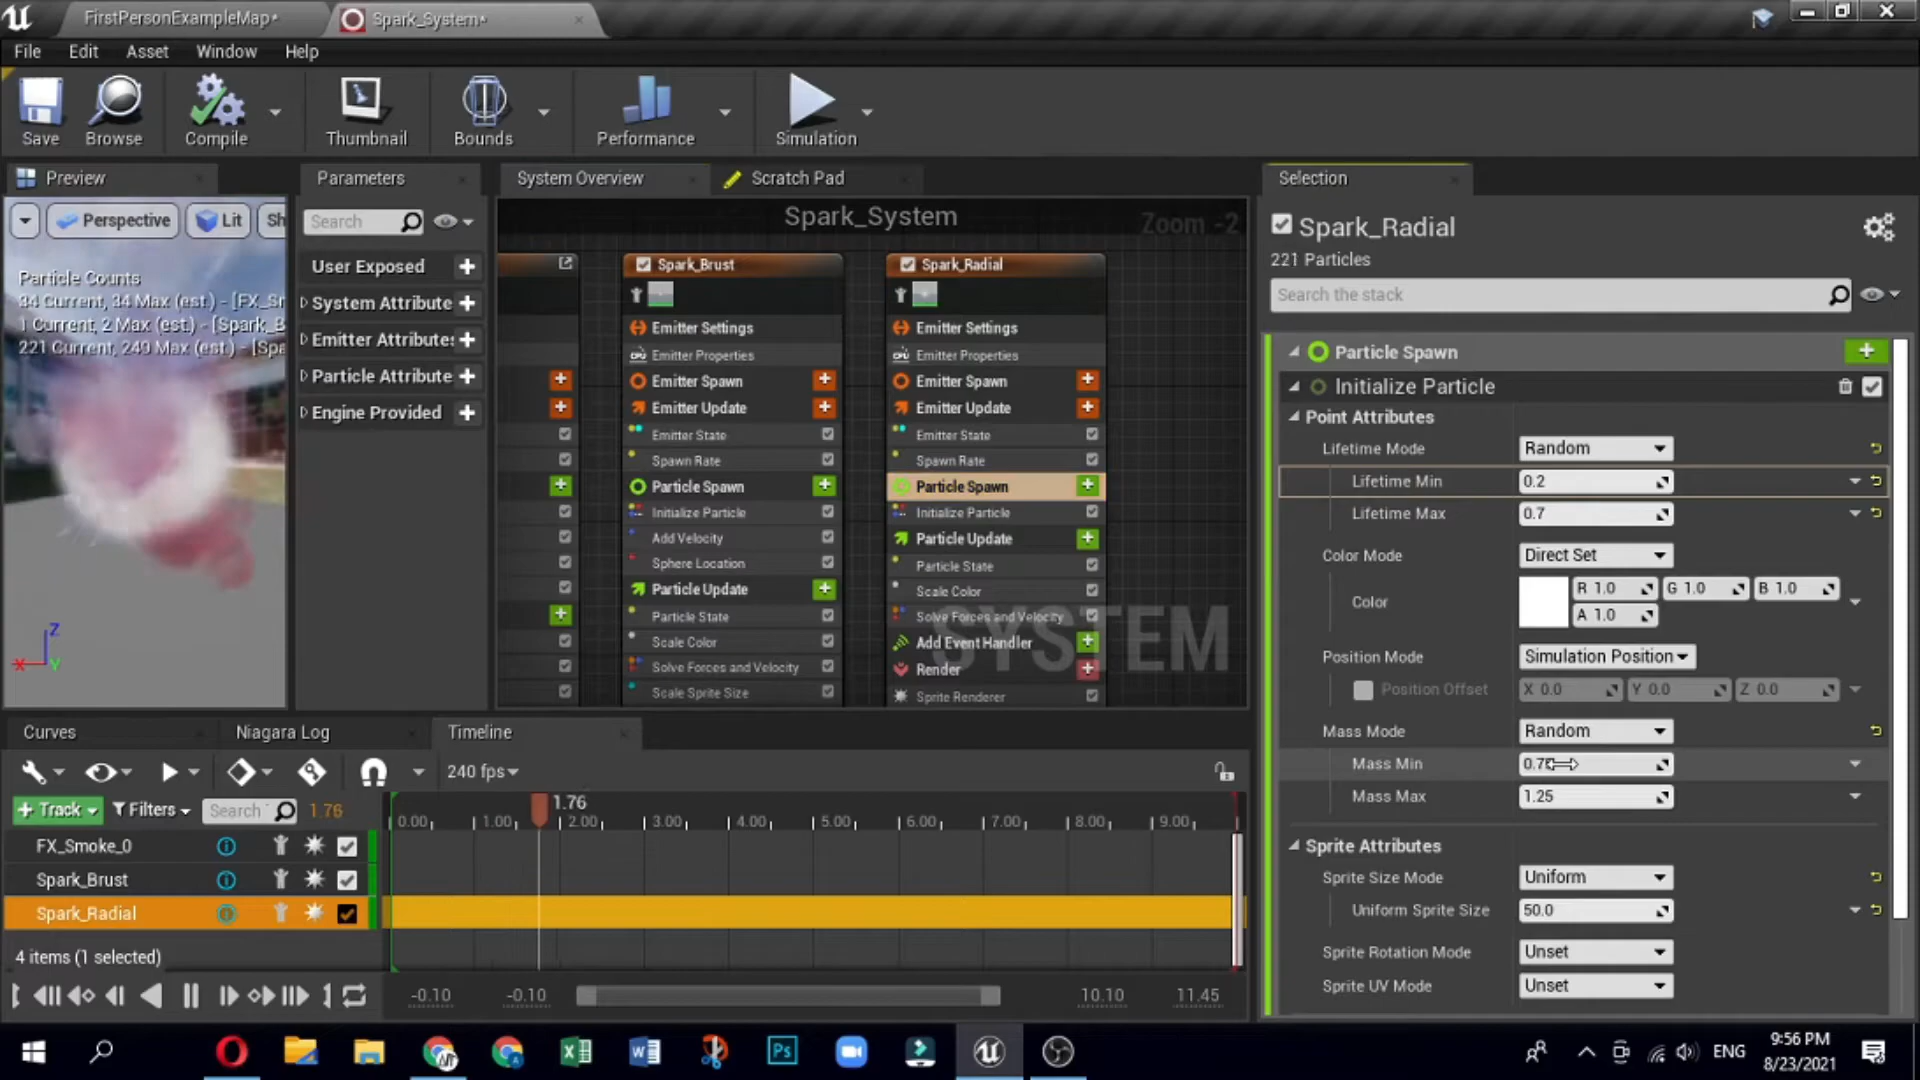 FirstPersonExampleMap*
Spark_System*
File Edit Asset Window Help
Save Browse Compile Thumbnail Bounds Performance Simulation
Preview
Perspective Lit Sh
Particle Counts
34 Current, 34 Max (est.) - [FX_Sm
1 Current, 2 Max (est.) - [Spark_B
221 Current, 249 Max (est.) - [Spa
Z
X Y
Parameters
Search
User Exposed
System Attribute
Emitter Attribute
Particle Attribute
Engine Provided
System Overview
Scratch Pad
Spark_System
Zoom -2
Spark_Brust
Emitter Settings
Emitter Properties
Emitter Spawn
Emitter Update
Emitter State
Spawn Rate
Particle Spawn
Initialize Particle
Add Velocity
Sphere Location
Particle Update
Particle State
Scale Color
Solve Forces and Velocity
Scale Sprite Size
Spark_Radial
Emitter Settings
Emitter Properties
Emitter Spawn
Emitter Update
Emitter State
Spawn Rate
Particle Spawn
Initialize Particle
Particle Update
Particle State
Scale Color
Solve Forces and Velocity
Add Event Handler
Render
Sprite Renderer
SYSTEM
Selection
Spark_Radial
221 Particles
Search the stack
Particle Spawn
Initialize Particle
Point Attributes
Lifetime Mode Random
Lifetime Min 0.2
Lifetime Max 0.7
Color Mode Direct Set
Color R 1.0 G 1.0 B 1.0
A 1.0
Position Mode Simulation Position
Position Offset X 0.0 Y 0.0 Z 0.0
Mass Mode Random
Mass Min
Mass Max 1.25
Sprite Attributes
Sprite Size Mode Uniform
Uniform Sprite Size 50.0
Sprite Rotation Mode Unset
Sprite UV Mode Unset
Curves
Niagara Log
Timeline
240 fps
Track Filters Search 1.76
1.76
0.00 1.00 2.00 3.00 4.00 5.00 6.00 7.00 8.00 9.00
FX_Smoke_0
Spark_Brust
Spark_Radial
4 items (1 selected)
-0.10 -0.10 10.10 11.45
Ps
ENG
9:56 PM
8/23/2021